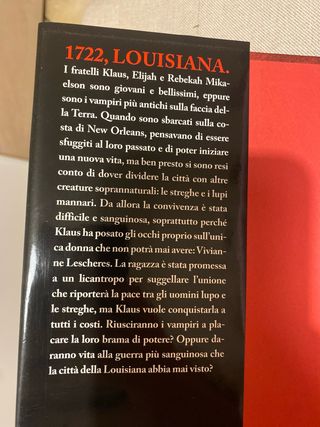 1722, LOUISIANA.
I fratelli Klaus, Elijah e Rebekah Mika-
elson sono giovani e bellissimi, eppure
sono i vampiri più antichi sulla faccia del-
la Terra. Quando sono sbarcati sulla co-
sta di New Orleans, pensavano di essere
sfuggiti al loro passato e di poter iniziare
una nuova vita, ma ben presto si sono resi
conto di dover dividere la città con altre
creature soprannaturali: le streghe e i lupi
mannari. Da allora la convivenza è stata
difficile e sanguinosa, soprattutto perché
Klaus ha posato gli occhi proprio sull'uni-
ca donna che non potrà mai avere: Vivian-
ne Lescheres. La ragazza è stata promessa
a un licantropo per suggellare l'unione
che riporterà la pace tra gli uomini lupo e
le streghe, ma Klaus vuole conquistarla a
tutti i costi. Riusciranno i vampiri a pla-
care la loro brama di potere? Oppure da-
ranno vita alla guerra più sanguinosa che
la città della Louisiana abbia mai visto?